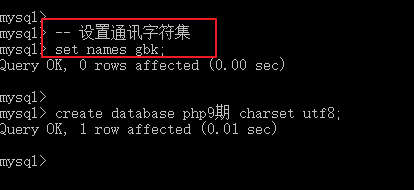 mysql>
mysql> -- 设置通讯字符集
mysql> set names gbk;
Query OK, 0 rows affected (0.00 sec)
mysql>
mysql> create database php9期 charset utf8;
Query OK, 1 row affected (0.01 sec)
mysql>